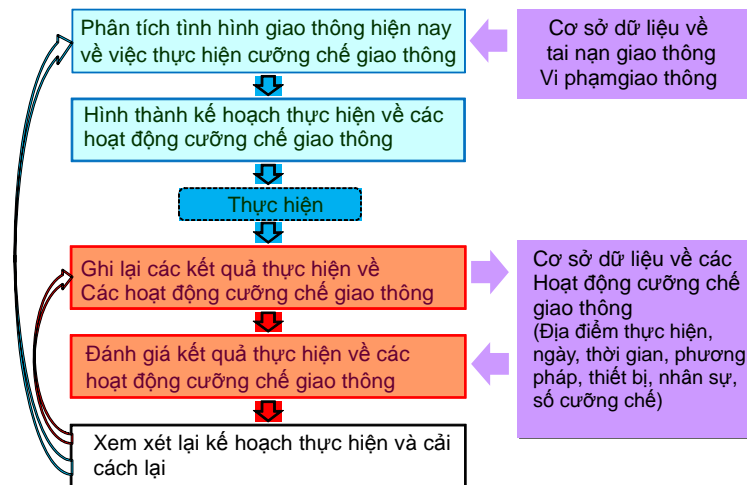 Phân tích tình hình giao thông hiện nay
về việc thực hiện cưỡng chế giao thông
Cơ sở dữ liệu về
tai nạn giao thông
Vi phạmgiao thông
Hình thành kế hoạch thực hiện về các
hoạt động cưỡng chế giao thông
Thực hiện
Ghi lại các kết quả thực hiện về
Các hoạt động cưỡng chế giao thông
Cơ sở dữ liệu về các
Hoạt động cưỡng chế
giao thông
(Địa điểm thực hiện,
ngày, thời gian, phương
pháp, thiết bị, nhân sự,
số cưỡng chế)
Đánh giá kết quả thực hiện về các
hoạt động cưỡng chế giao thông
Xem xét lại kế hoạch thực hiện và cải
cách lại